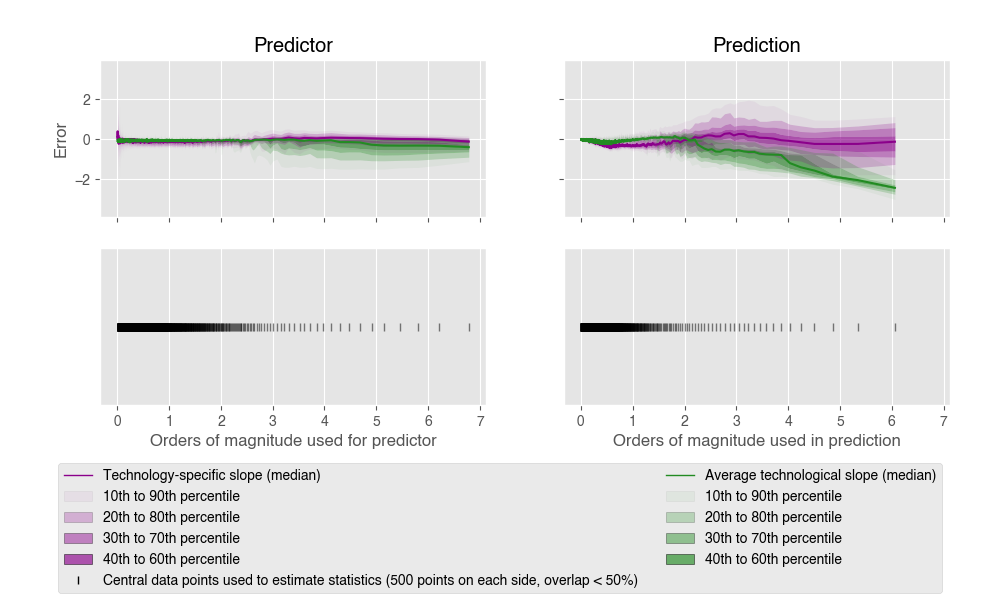 Predictor
Prediction
Error
2
0
−2
0 1 2 3 4 5 6 7
0 1 2 3 4 5 6 7
Orders of magnitude used for predictor
Orders of magnitude used in prediction
Technology-specific slope (median)
10th to 90th percentile
20th to 80th percentile
30th to 70th percentile
40th to 60th percentile
Central data points used to estimate statistics (500 points on each side, overlap < 50%)
Average technological slope (median)
10th to 90th percentile
20th to 80th percentile
30th to 70th percentile
40th to 60th percentile